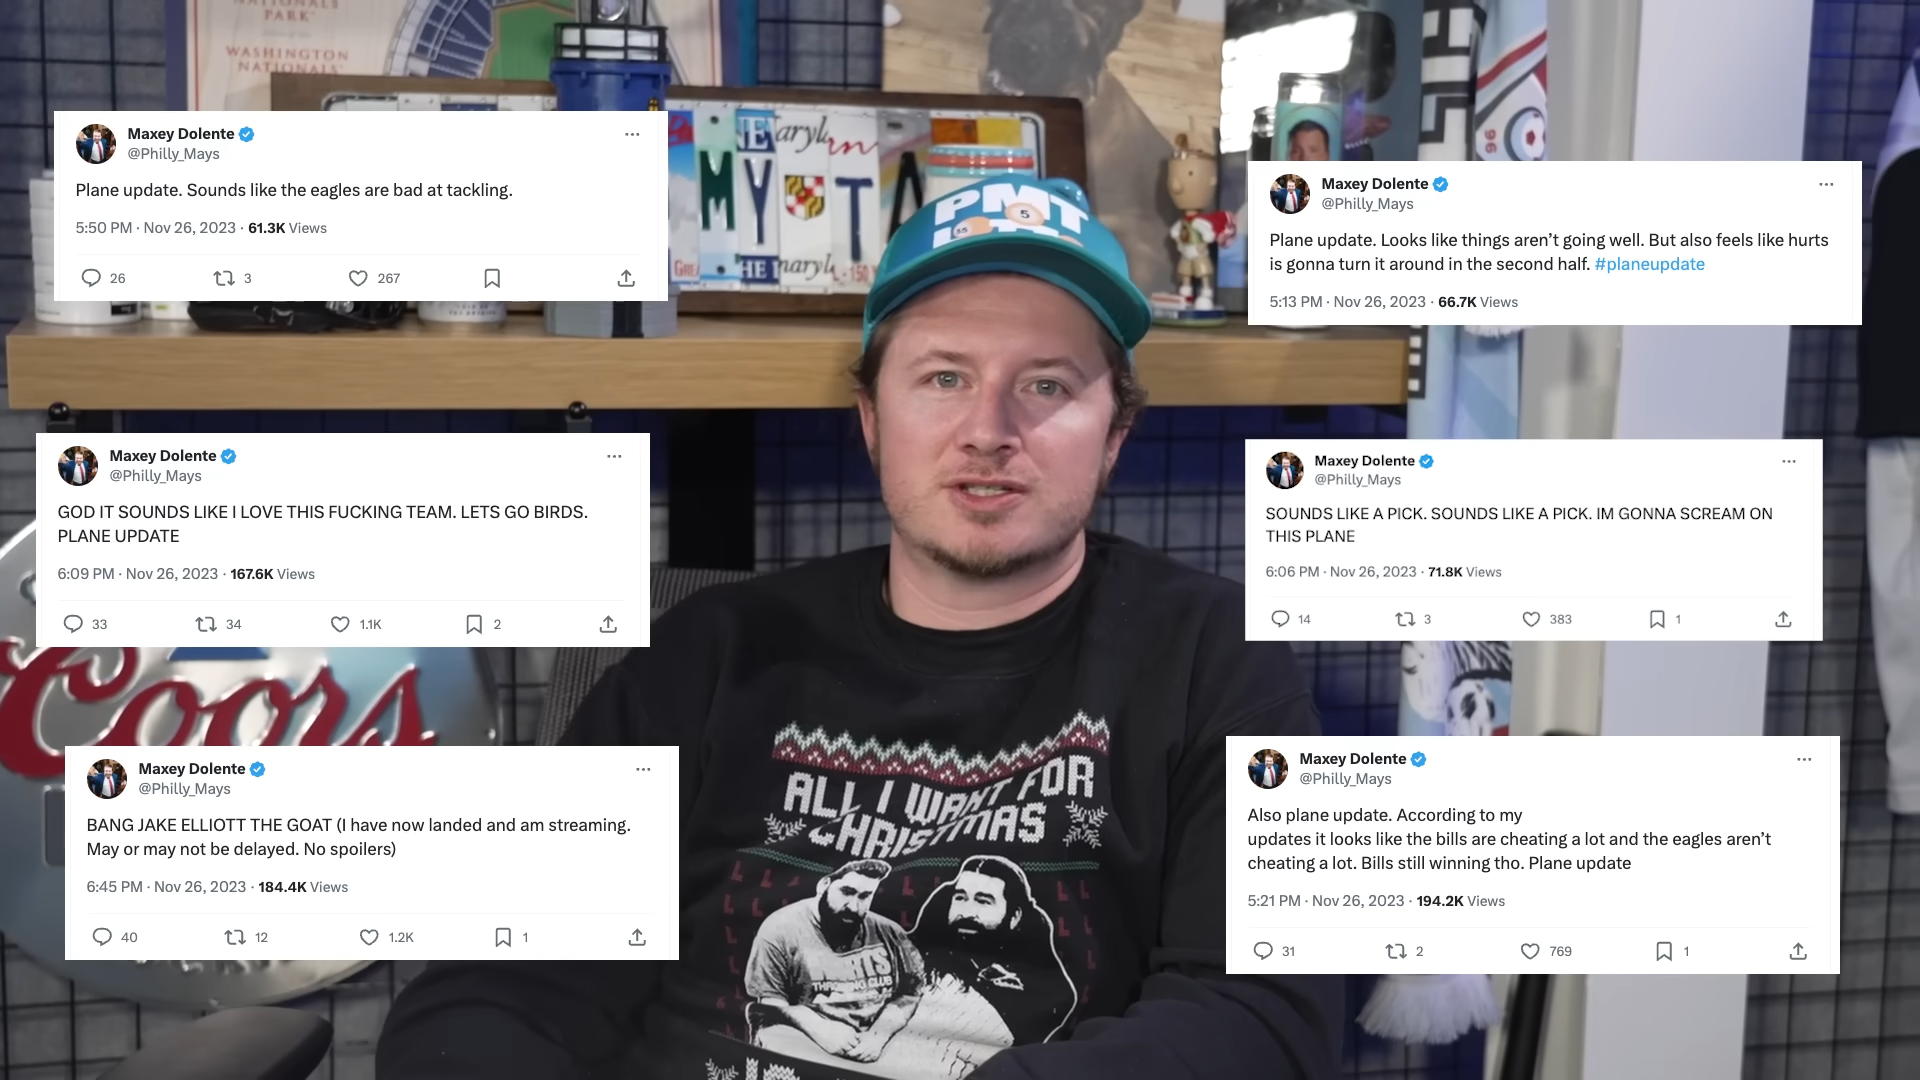 NATIONALS
PARK
WASHINGTON
NATIONALS
Maxey Dolente
@Philly_Mays
Plane update. Sounds like the eagles are bad at tackling.
5:50 PM · Nov 26, 2023 · 61.3K Views
26 3 267
Maxey Dolente
@Philly_Mays
GOD IT SOUNDS LIKE I LOVE THIS FUCKING TEAM. LETS GO BIRDS.
PLANE UPDATE
6:09 PM · Nov 26, 2023 · 167.6K Views
33 34 1.1K 2
Coors
Maxey Dolente
@Philly_Mays
BANG JAKE ELLIOTT THE GOAT (I have now landed and am streaming.
May or may not be delayed. No spoilers)
6:45 PM · Nov 26, 2023 · 184.4K Views
40 12 1.2K 1
MY TA
PMT
5
ALL I WANT FOR
CHRISTMAS
HURTS
CLUB
Maxey Dolente
@Philly_Mays
Plane update. Looks like things aren’t going well. But also feels like hurts
is gonna turn it around in the second half. #planeupdate
5:13 PM · Nov 26, 2023 · 66.7K Views
Maxey Dolente
@Philly_Mays
SOUNDS LIKE A PICK. SOUNDS LIKE A PICK. IM GONNA SCREAM ON
THIS PLANE
6:06 PM · Nov 26, 2023 · 71.8K Views
14 3 383 1
Maxey Dolente
@Philly_Mays
Also plane update. According to my
updates it looks like the bills are cheating a lot and the eagles aren’t
cheating a lot. Bills still winning tho. Plane update
5:21 PM · Nov 26, 2023 · 194.2K Views
31 2 769 1